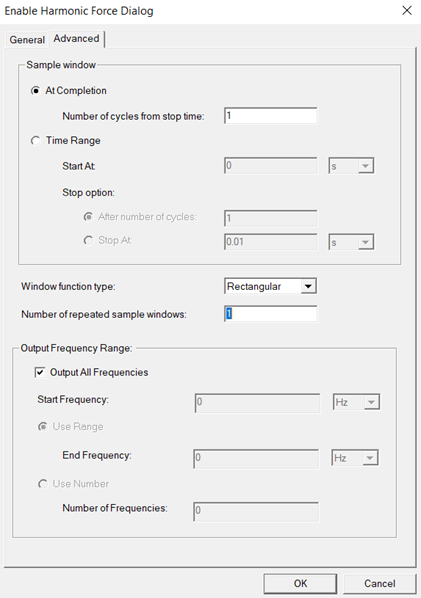 Enable Harmonic Force Dialog
General Advanced
Sample window
At Completion
Number of cycles from stop time: 1
Time Range
Start At: 0 s
Stop option:
After number of cycles: 1
Stop At: 0.01 s
Window function type: Rectangular
Number of repeated sample windows: 1
Output Frequency Range:
Output All Frequencies
Start Frequency: 0 Hz
Use Range
End Frequency: 0 Hz
Use Number
Number of Frequencies: 0
OK Cancel